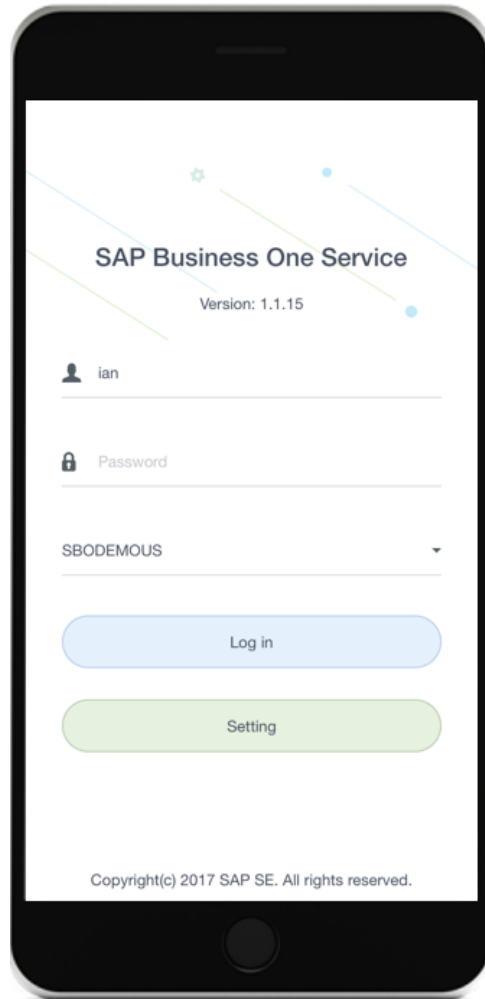 SAP Business One Service
Version: 1.1.15
ian
Password
SBODEMOUS
Log in
Setting
Copyright(c) 2017 SAP SE. All rights reserved.